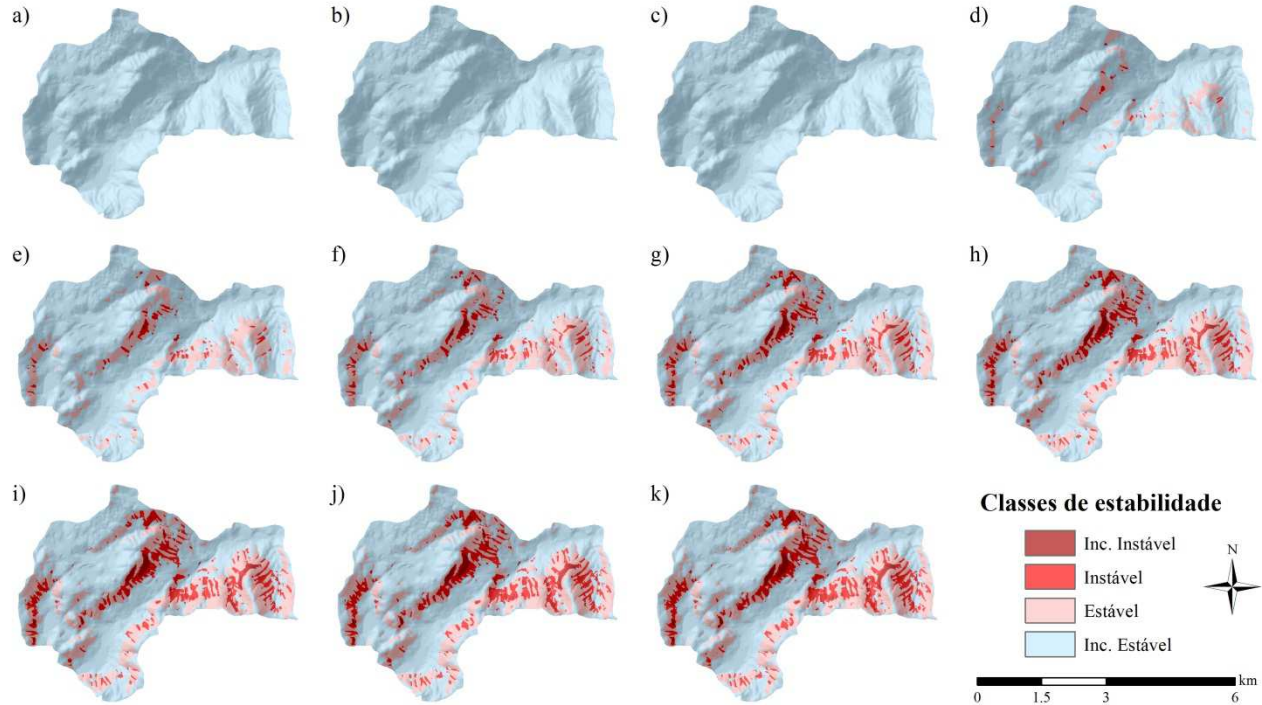 a)
b)
c)
d)
e)
f)
g)
h)
i)
j)
k)
Classes de estabilidade
Inc. Instável
Instável
Estável
Inc. Estável
N
km
0 1.5 3 6